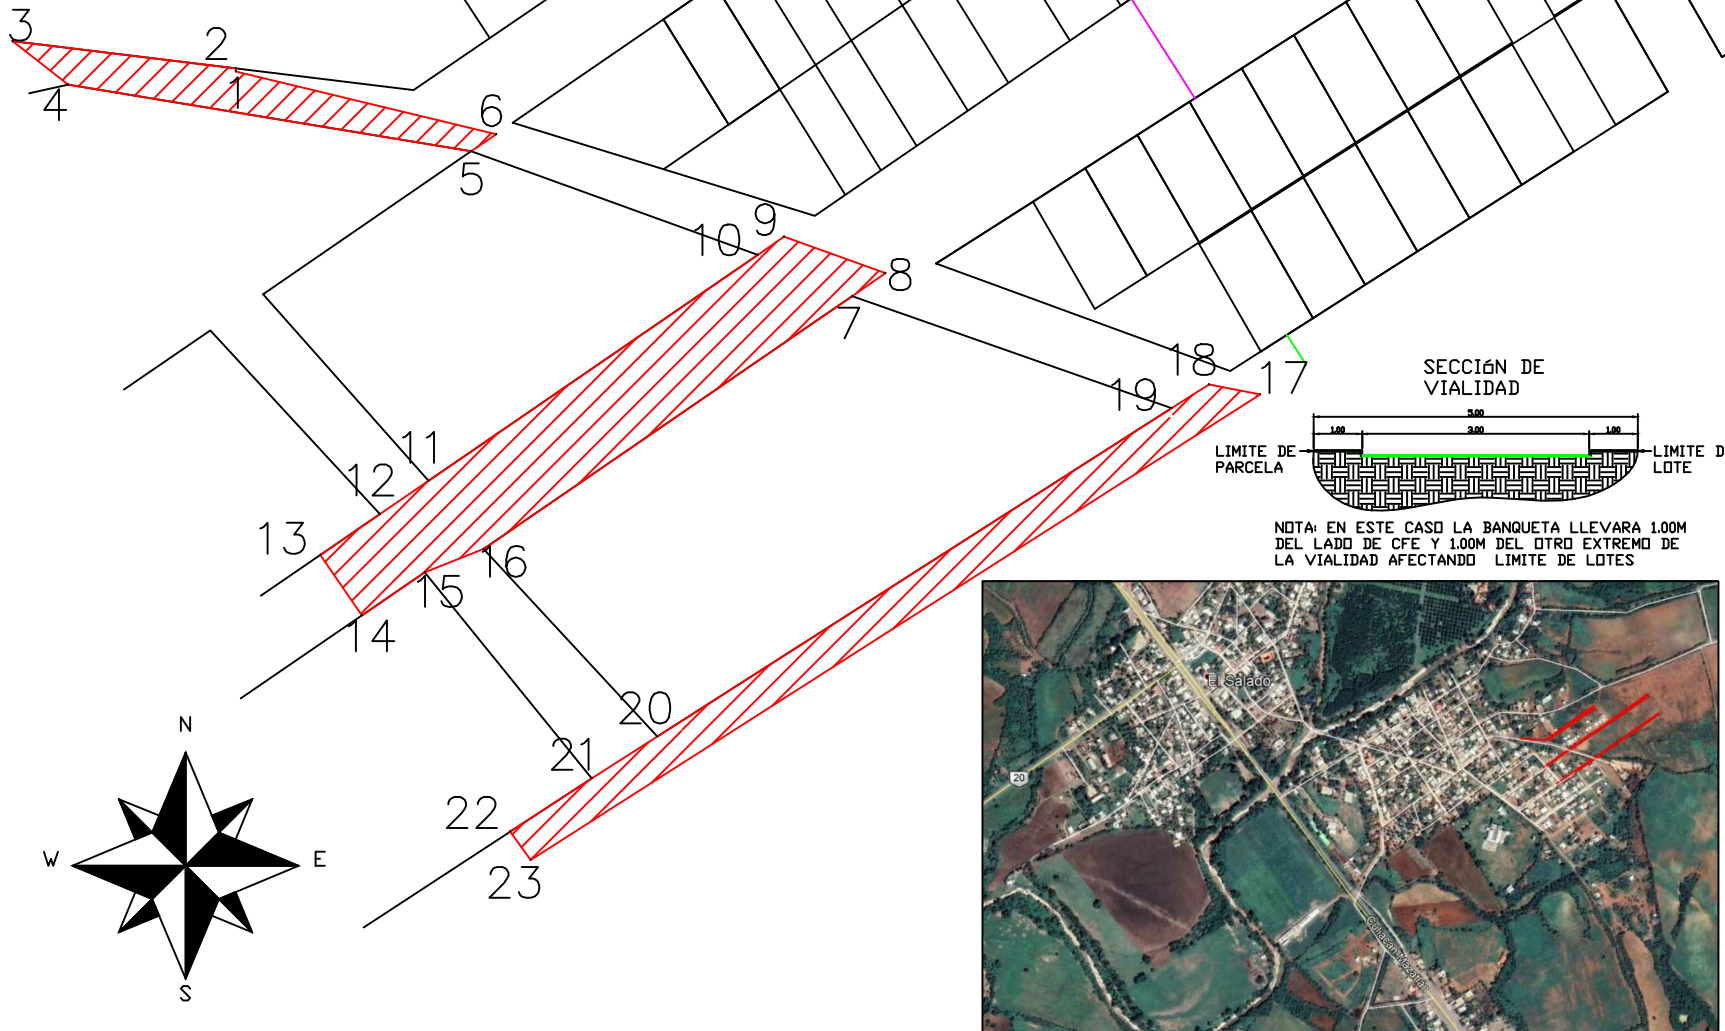 3
2
1
4
6
5
9
10
8
7
18
17
19
11
12
13
16
15
14
20
21
22
23
SECCIóN DE
VIALIDAD
5.00
1.00 3.00 1.00
LIMITE DE
PARCELA
LIMITE D
LOTE
NOTA: EN ESTE CASO LA BANQUETA LLEVARA 1.00M
DEL LADO DE CFE Y 1.00M DEL OTRO EXTREMO DE
LA VIALIDAD AFECTANDO LIMITE DE LOTES
N
W
E
S
El Salado
20
Culiacán-Mazatlán